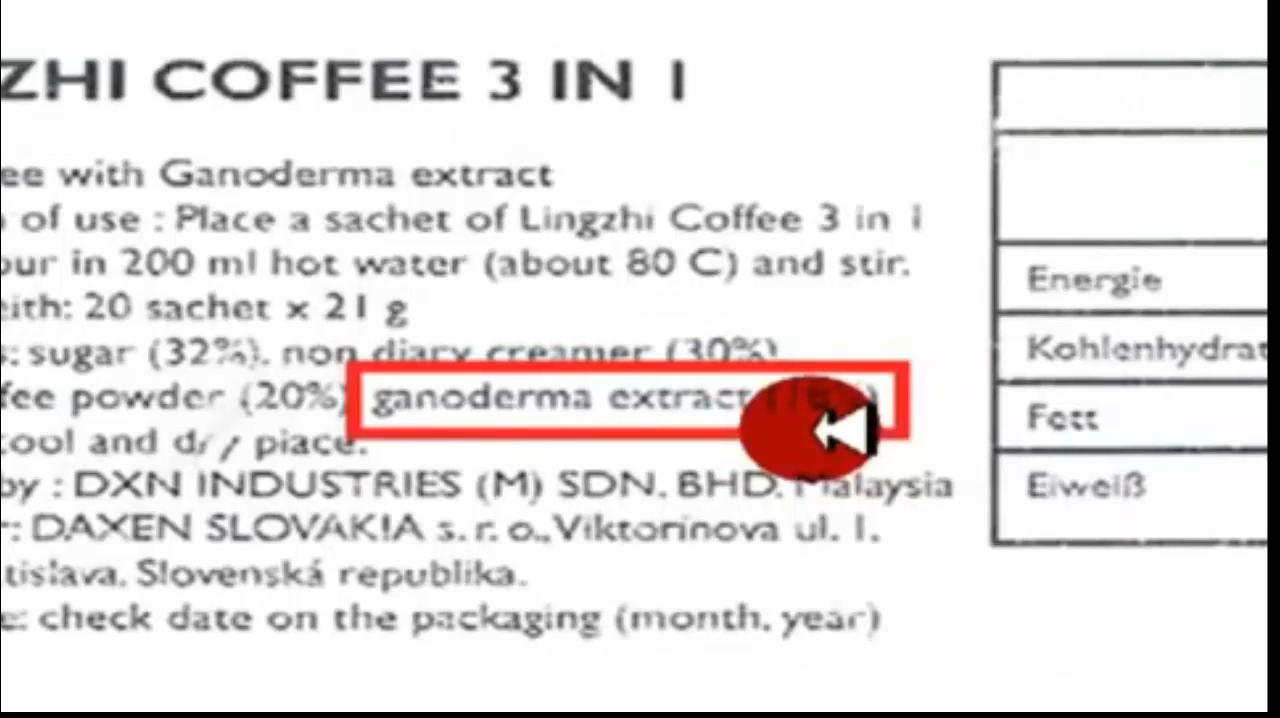 ZHI COFFEE 3 IN 1
ee with Ganoderma extract
of use : Place a sachet of Lingzhi Coffee 3 in 1
our in 200 ml hot water (about 80 C) and stir.
eith: 20 sachet x 21 g
s: sugar (32%), non diary creamer (30%)
fee powder (20%) ganoderma extract
cool and dry place.
by : DXN INDUSTRIES (M) SDN. BHD. Malaysia
r: DAXEN SLOVAKIA s. r. o., Viktorínova ul. 1.
tislava, Slovenská republika.
e: check date on the packaging (month, year)
Energie
Kohlenhydrat
Fett
Eiweiß